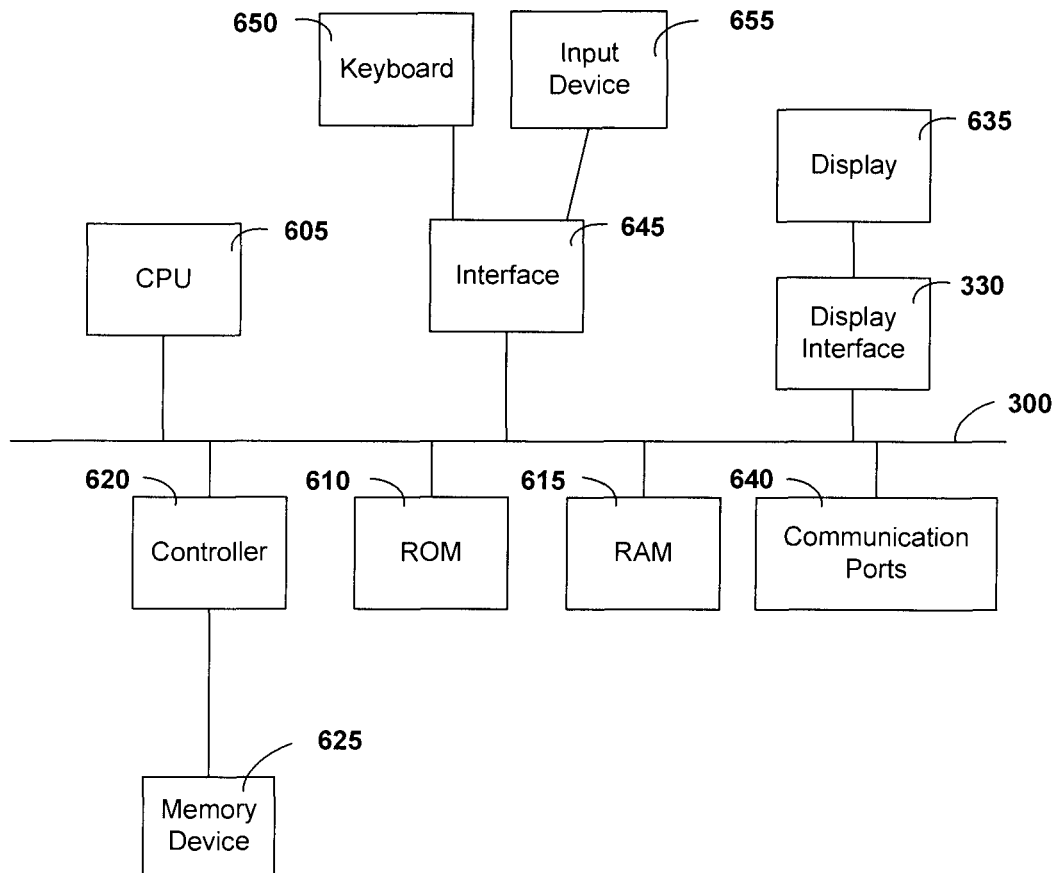 650
Keyboard
655
Input
Device
635
Display
605
CPU
645
Interface
330
Display
Interface
300
620
Controller
610
ROM
615
RAM
640
Communication
Ports
625
Memory
Device